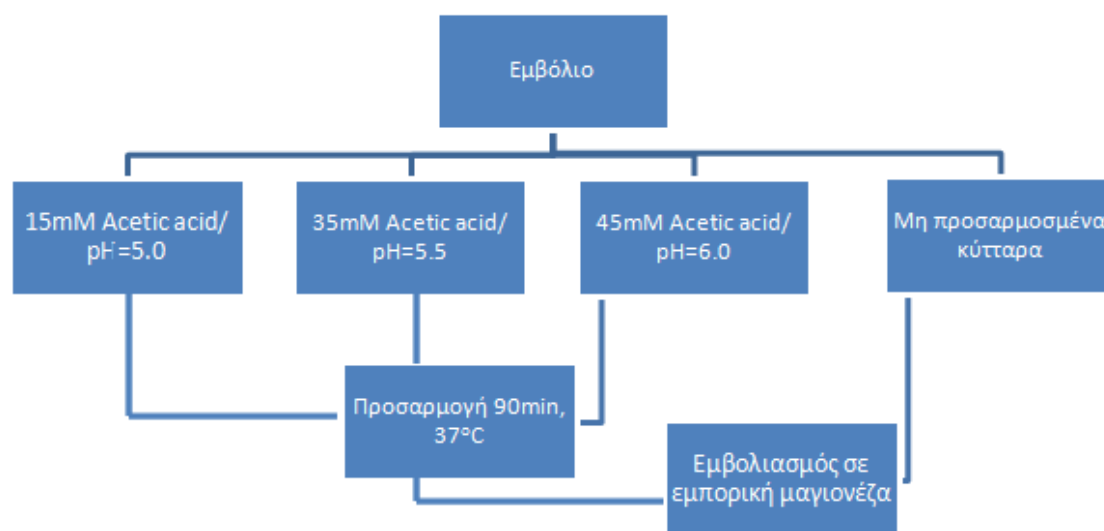 Εμβόλιο
15mM Acetic acid/
pH=5.0
35mM Acetic acid/
pH=5.5
45mM Acetic acid/
pH=6.0
Μη προσαρμοσμένα
κύτταρα
Προσαρμογή 90min,
37°C
Εμβολιασμός σε
εμπορική μαγιονέζα